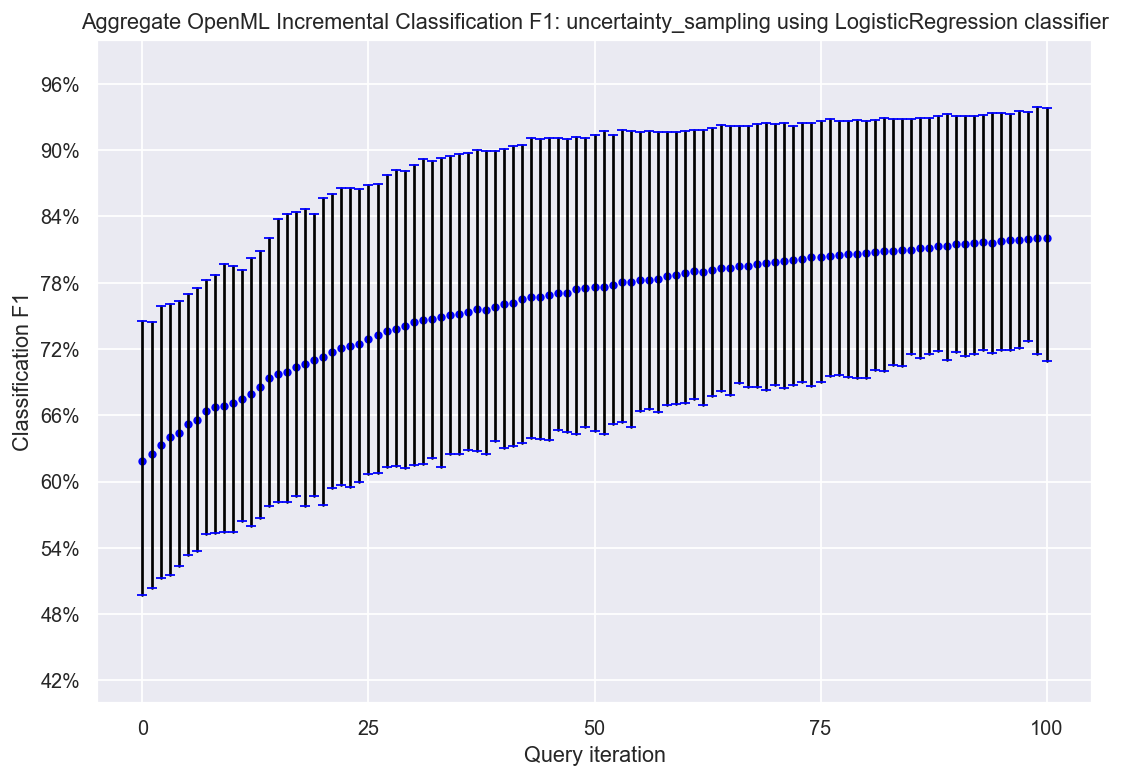 Aggregate OpenML Incremental Classification F1: uncertainty_sampling using LogisticRegression classifier
96%
90%
84%
78%
72%
66%
60%
54%
48%
42%
Classification F1
0 25 50 75 100
Query iteration